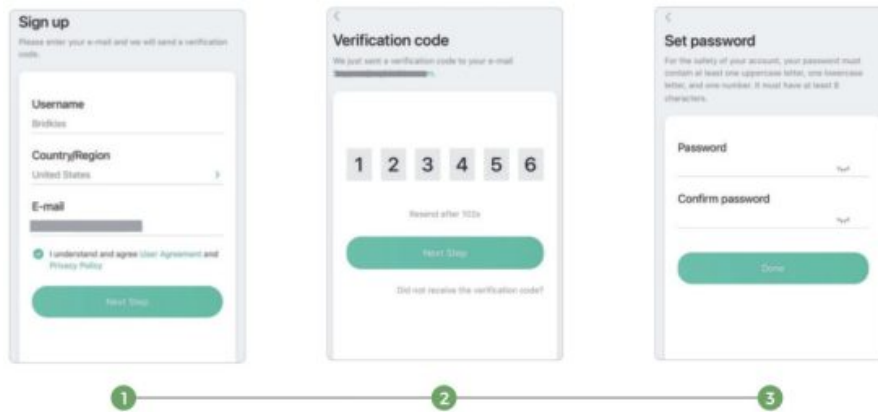 Sign up
Please enter your e-mail and we will send a verification
code.
Username
Bridkiss
Country/Region
United States
E-mail
I understand and agree User Agreement and
Privacy Policy
Next Step
1
Verification code
We just sent a verification code to your e-mail
1 2 3 4 5 6
Resend after 102s
Next Step
Did not receive the verification code?
2
Set password
For the safety of your account, your password must
contain at least one uppercase letter, one lowercase
letter, and one number. It must have at least 8
characters.
Password
Confirm password
Done
3